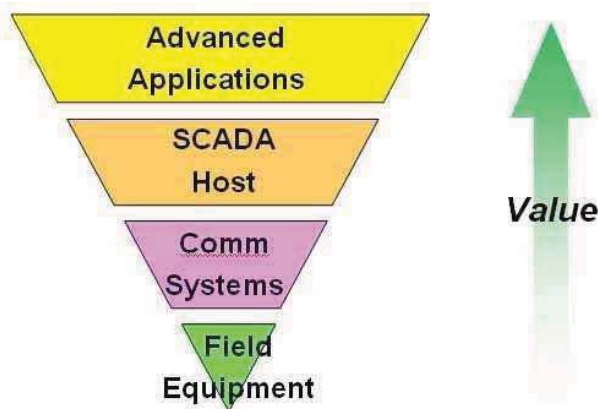 Advanced
Applications
SCADA
Host
Value
Comm
Systems
Field
Equipment